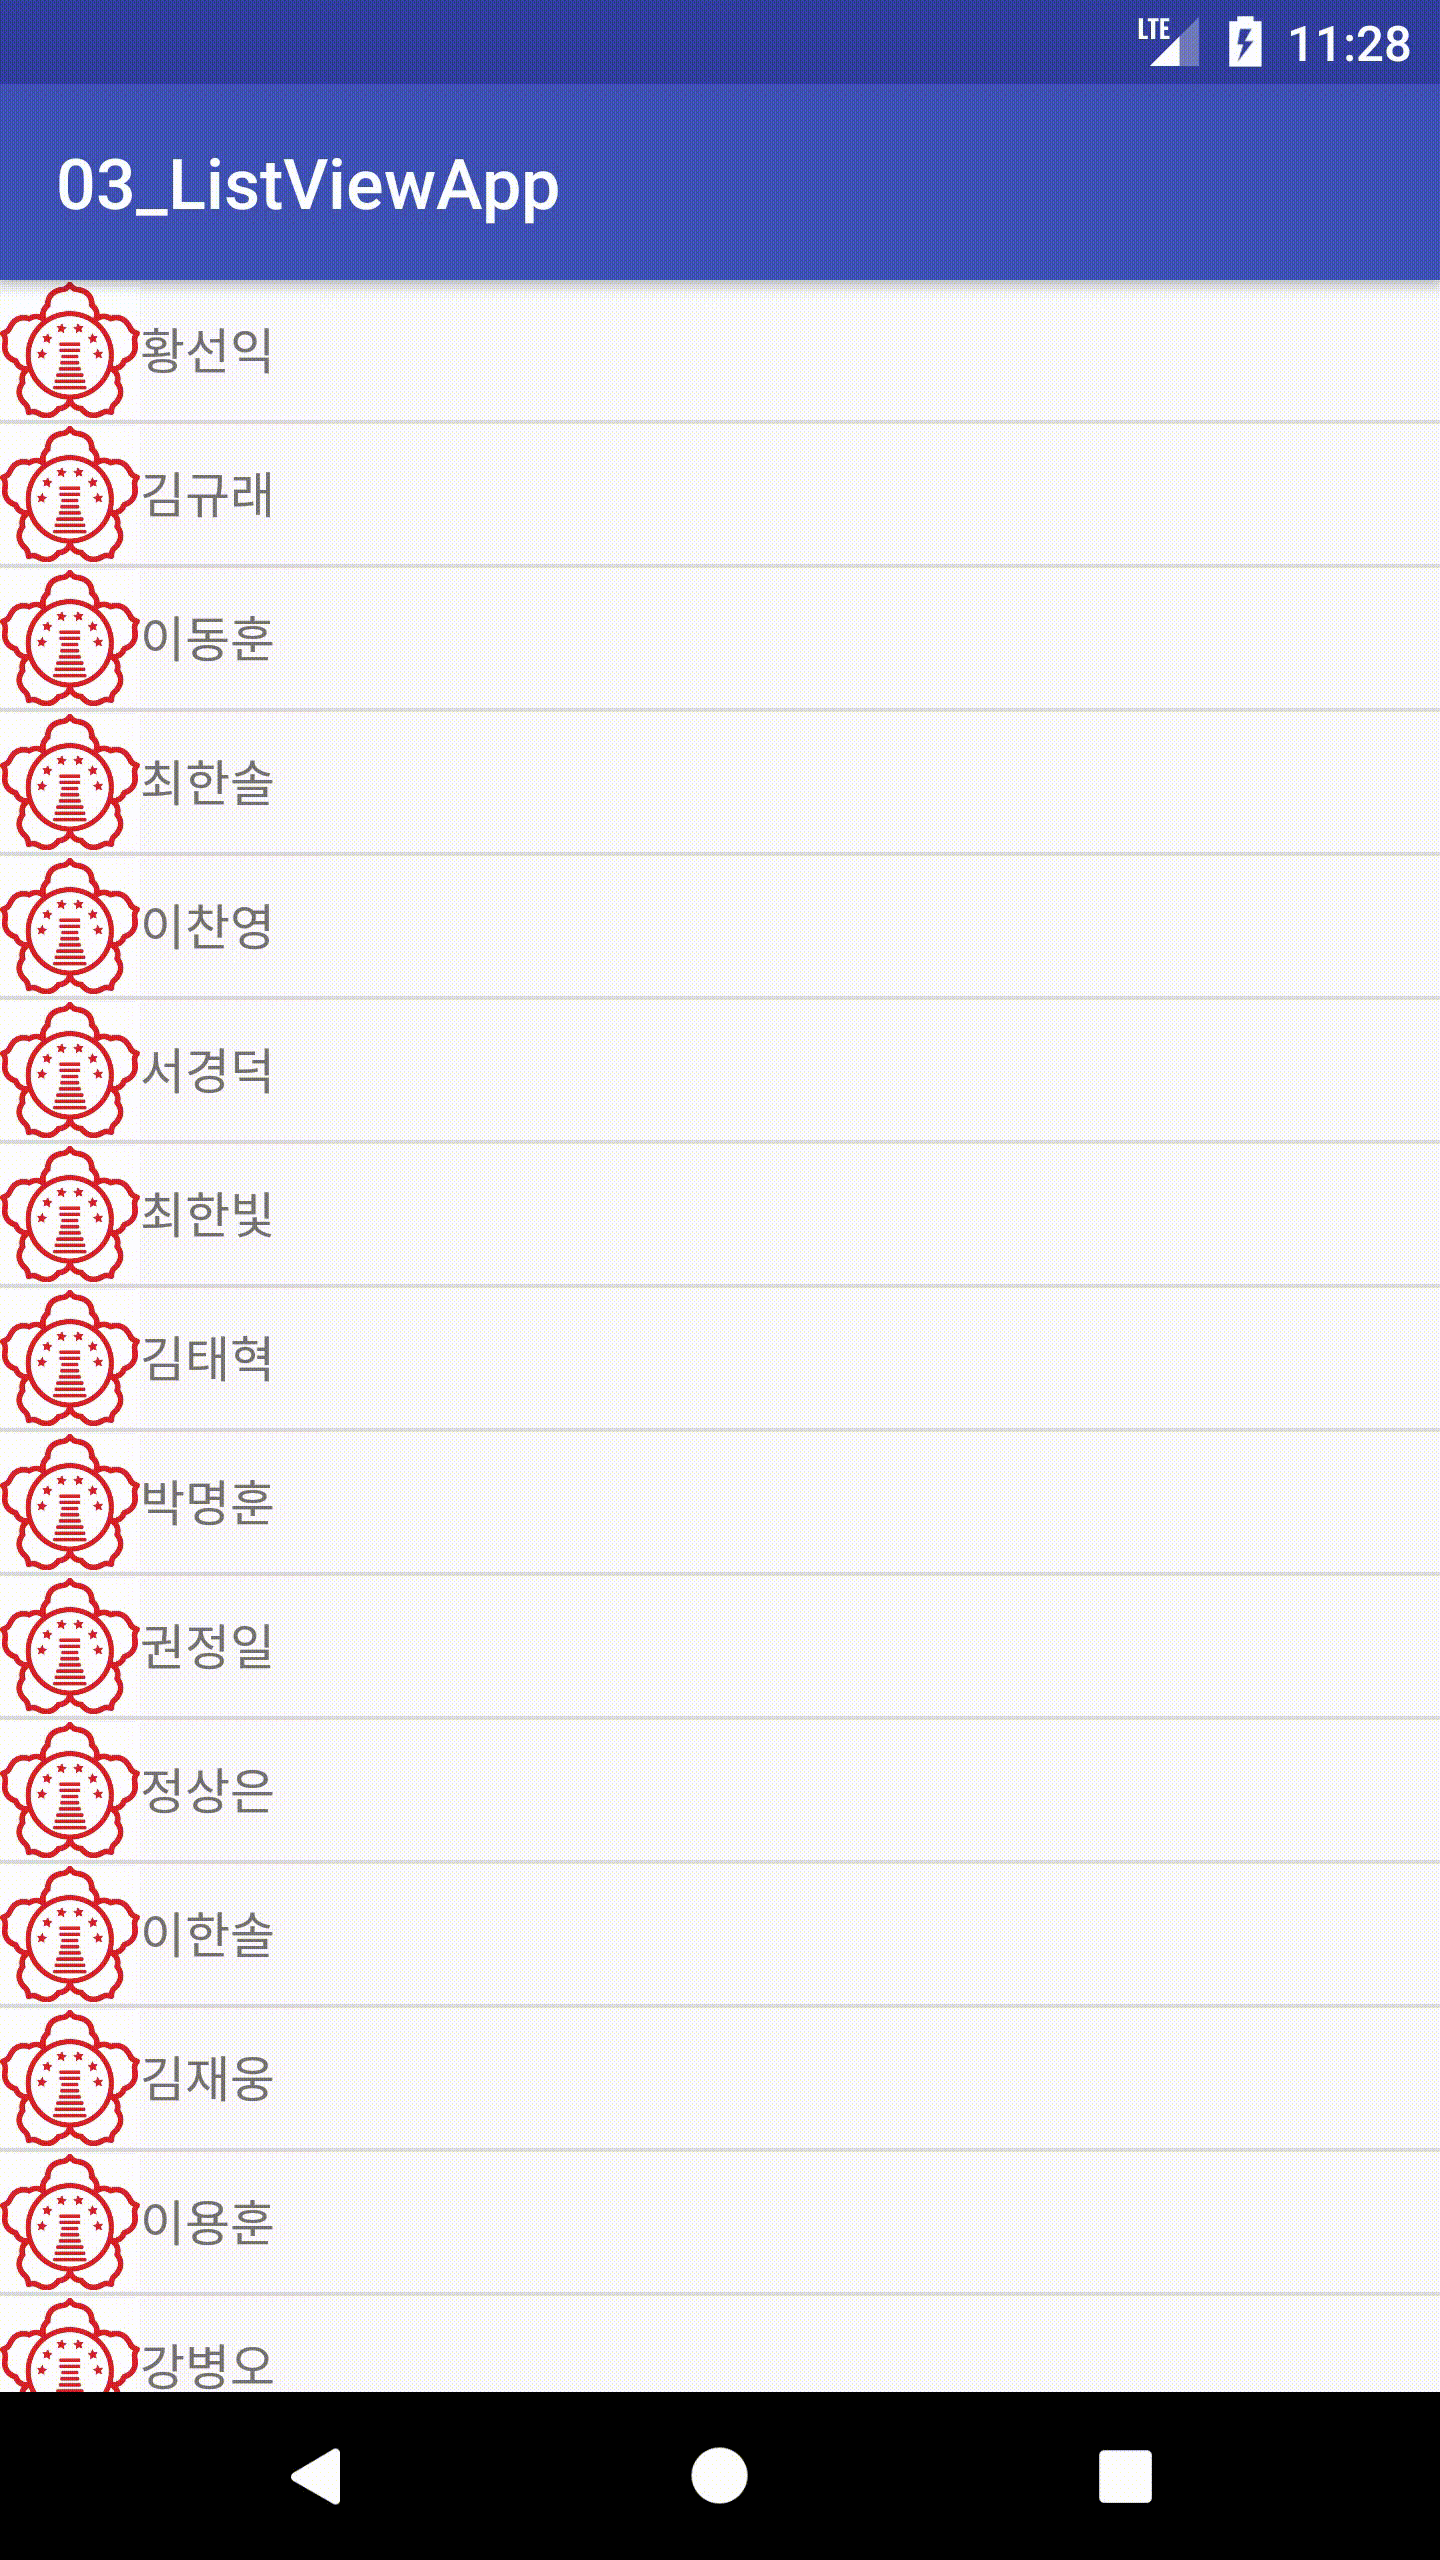 LTE 11:28
03_ListViewApp
황선익
김규래
이동훈
최한솔
이찬영
서경덕
최한빛
김태혁
박명훈
권정일
정상은
이한솔
김재웅
이용훈
강병오